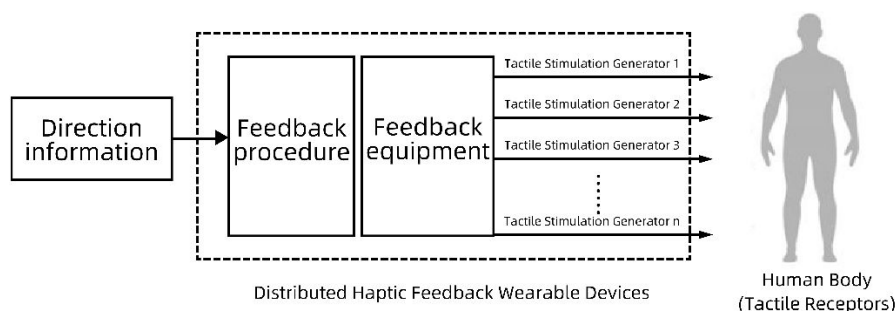 Direction
information
Feedback
procedure
Feedback
equipment
Tactile Stimulation Generator 1
Tactile Stimulation Generator 2
Tactile Stimulation Generator 3
Tactile Stimulation Generator n
Distributed Haptic Feedback Wearable Devices
Human Body
(Tactile Receptors)